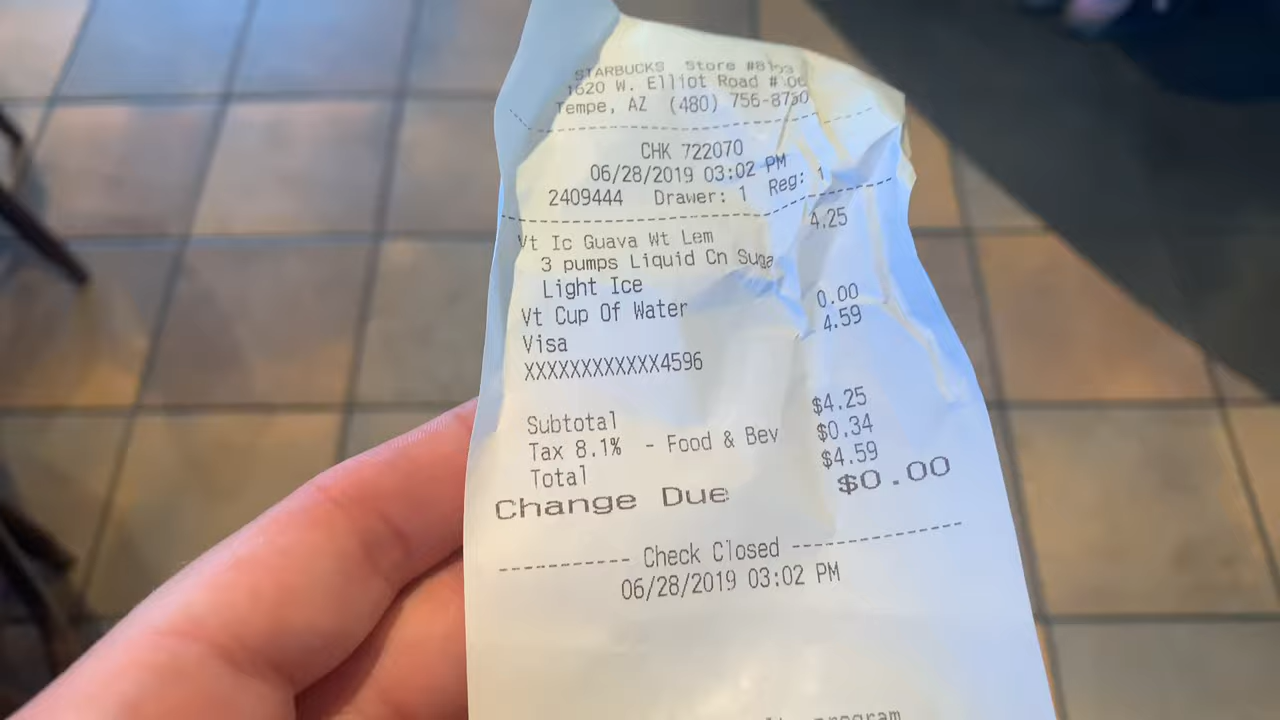 STARBUCKS Store
1620 W. Elliot Road
Tempe, AZ (480) 756-8750
CHK 722070
06/28/2019 03:02 PM
2409444 Drawer: 1 Reg: 1
Vt Ic Guava Wt Lem 4.25
3 pumps Liquid Cn Suga
Light Ice
Vt Cup Of Water 0.00
Visa 4.59
XXXXXXXXXXXX4596
Subtotal $4.25
Tax 8.1% - Food & Bev $0.34
Total $4.59
Change Due $0.00
----------- Check Closed --------------
06/28/2019 03:02 PM
program